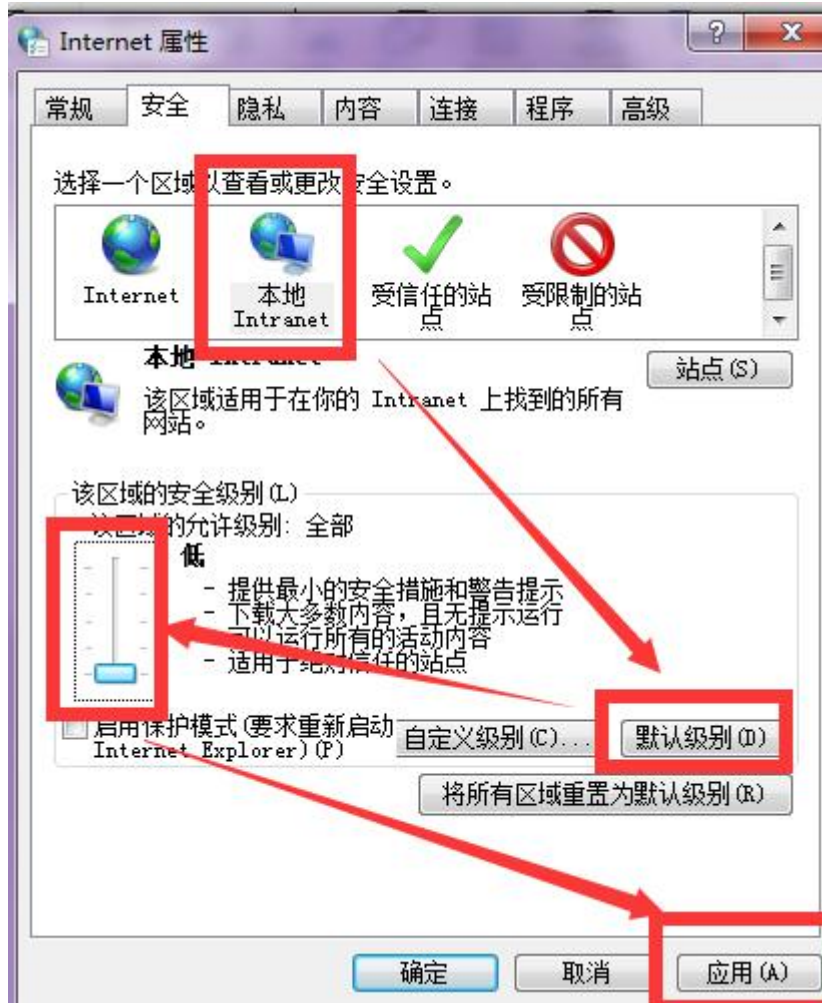 Internet 属性
常规 安全 隐私 内容 连接 程序 高级
选择一个区域以查看或更改安全设置。
Internet
本地
Intranet
受信任的站
点
受限制的站
点
本地 Intranet
站点(S)
该区域适用于在你的 Intranet 上找到的所有
网站。
该区域的安全级别(L)
该区域的允许级别: 全部
低
- 提供最小的安全措施和警告提示
- 下载大多数内容，且无提示运行
- 可以运行所有的活动内容
- 适用于绝对信任的站点
启用保护模式(要求重新启动
Internet Explorer)(P)
自定义级别(C)...
默认级别(D)
将所有区域重置为默认级别(R)
确定 取消 应用(A)